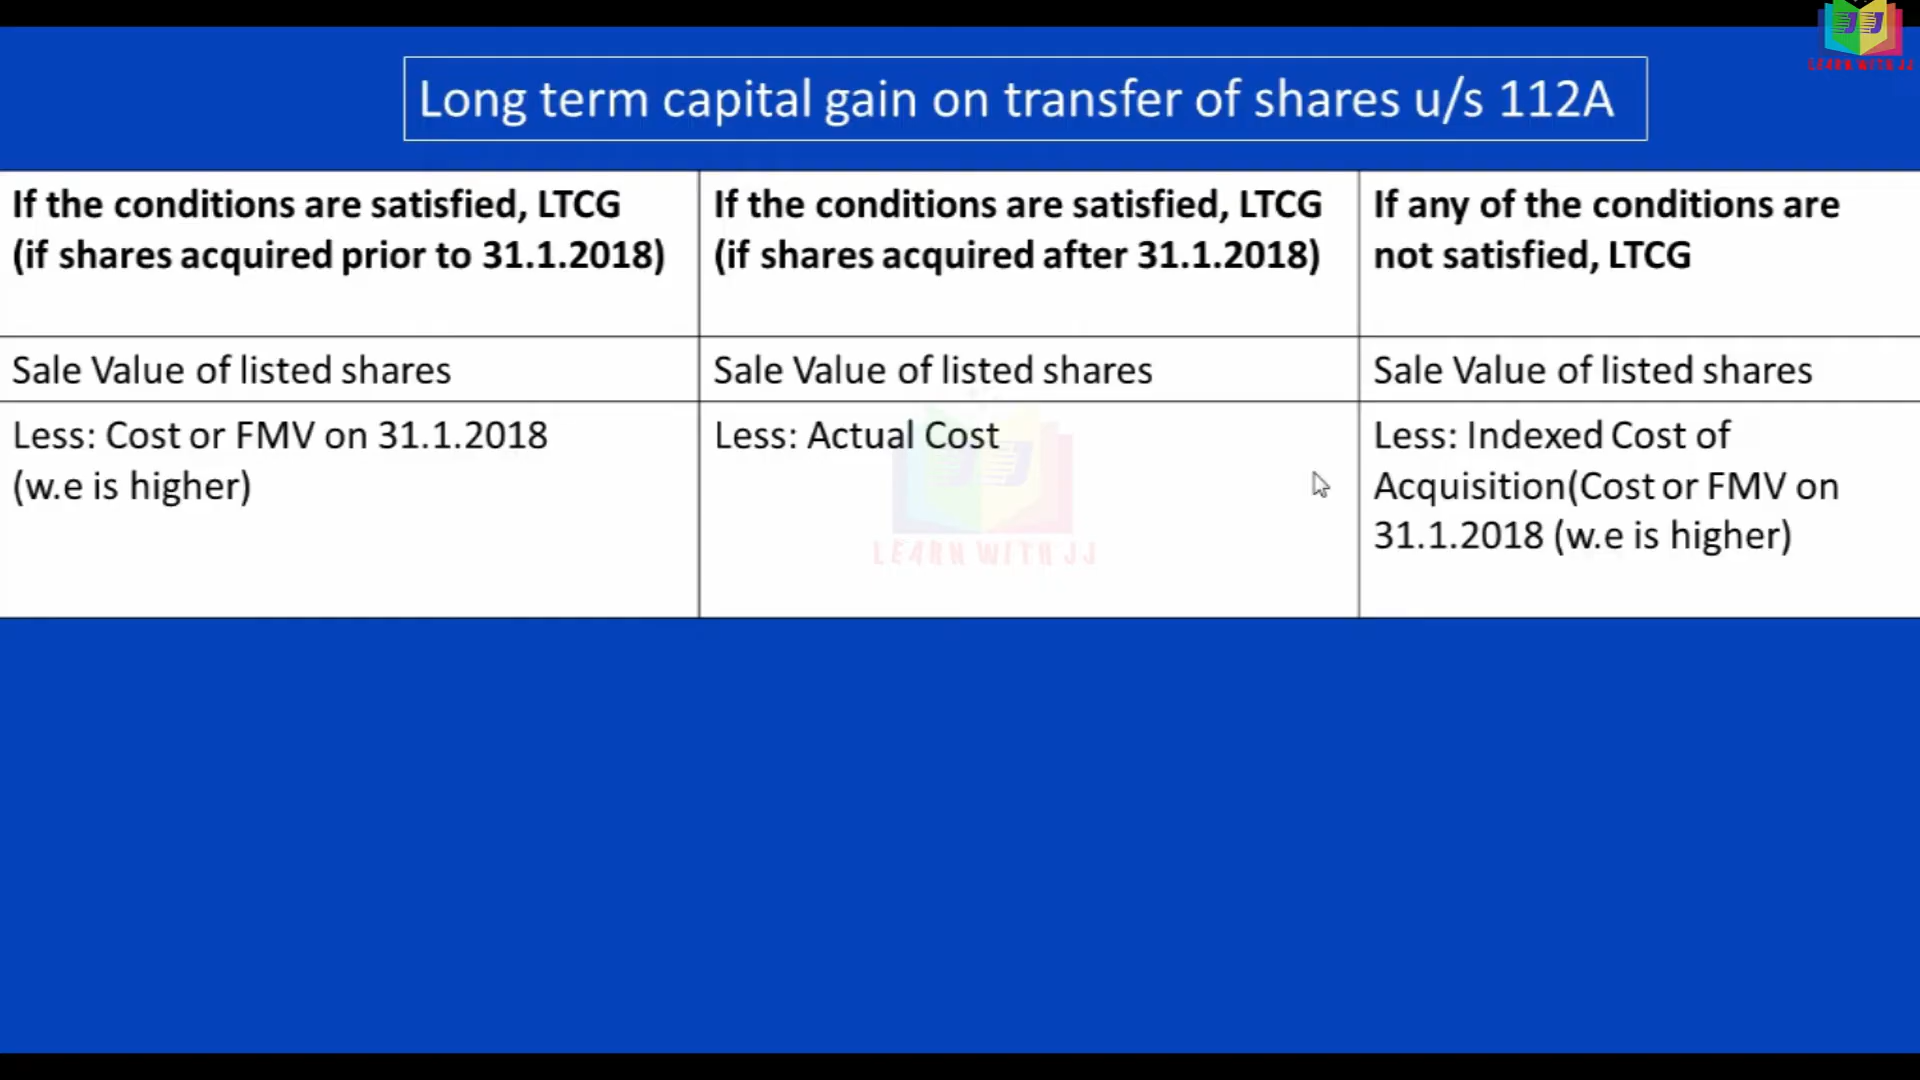 LEARN WITH JJ
Long term capital gain on transfer of shares u/s 112A
If the conditions are satisfied, LTCG
(if shares acquired prior to 31.1.2018)
If the conditions are satisfied, LTCG
(if shares acquired after 31.1.2018)
If any of the conditions are
not satisfied, LTCG
Sale Value of listed shares
Sale Value of listed shares
Sale Value of listed shares
Less: Cost or FMV on 31.1.2018
(w.e is higher)
Less: Actual Cost
Less: Indexed Cost of
Acquisition(Cost or FMV on
31.1.2018 (w.e is higher)
JJ
LEARN WITH JJ